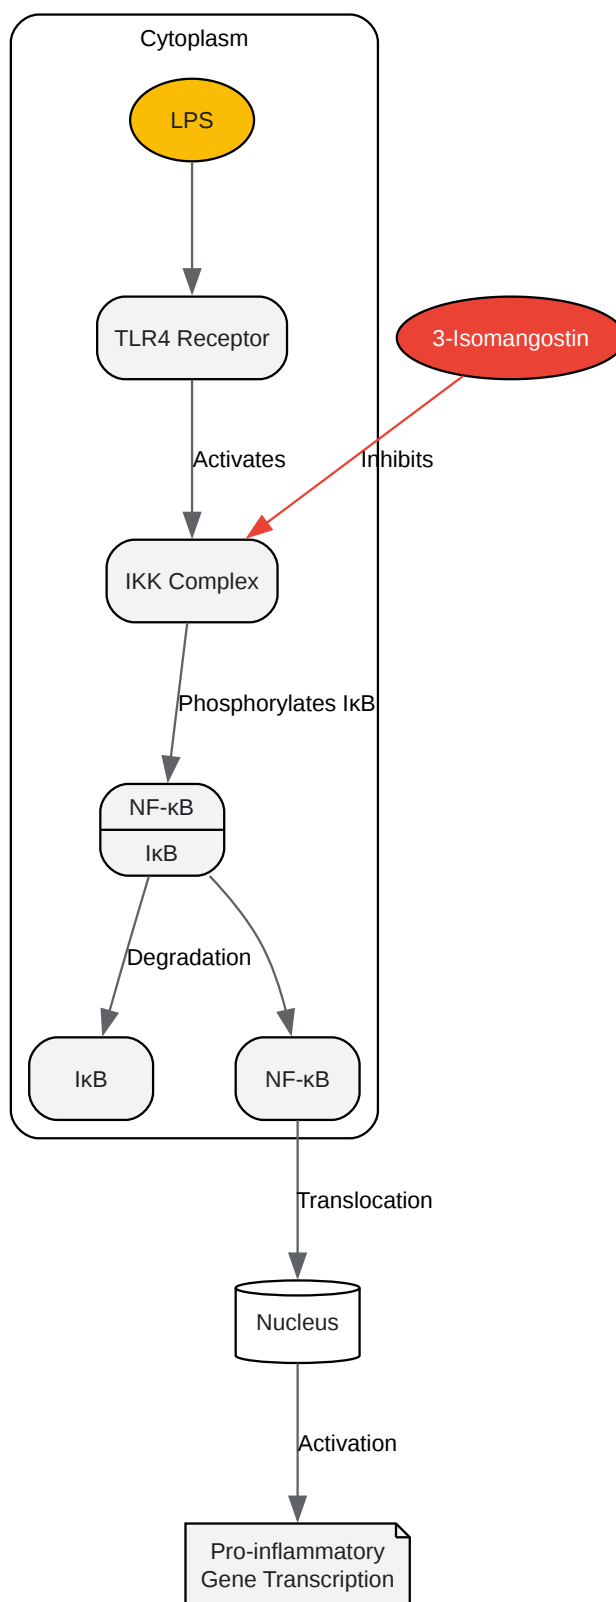 Cytoplasm
LPS
TLR4 Receptor
3-Isomangostin
Activates
Inhibits
IKK Complex
Phosphorylates IκB
NF-κB
IκB
Degradation
IκB
NF-κB
Translocation
Nucleus
Activation
Pro-inflammatory
Gene Transcription